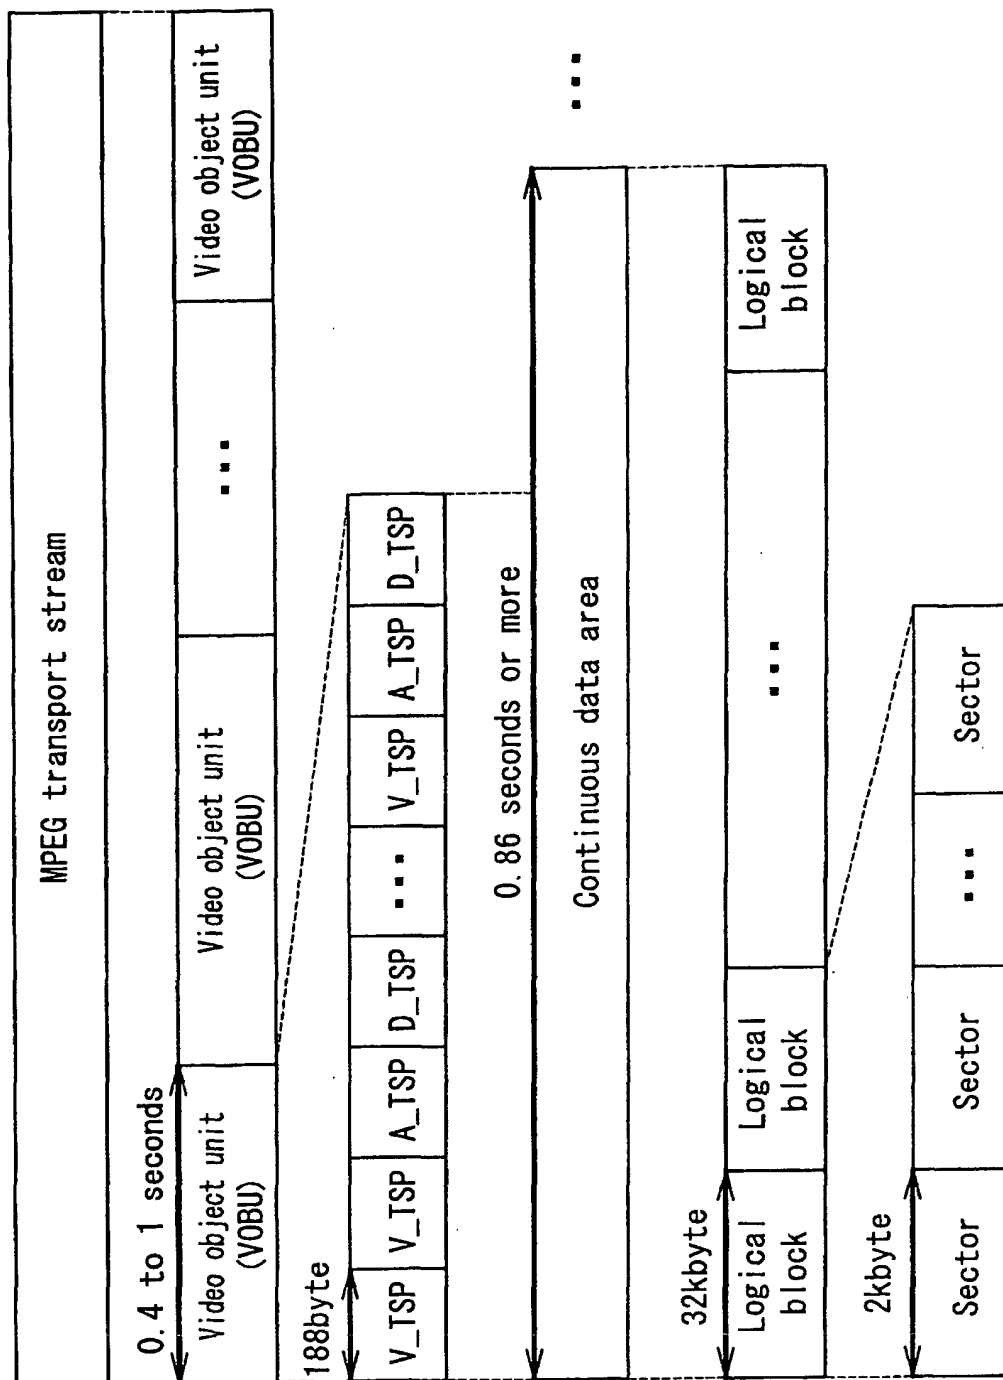 MPEG transport stream
0.4 to 1 seconds
Video object unit
(VOBU)
Video object unit
(VOBU)
...
Video object unit
(VOBU)
188byte
V_TSP
V_TSP
A_TSP
D_TSP
...
V_TSP
A_TSP
D_TSP
0.86 seconds or more
Continuous data area
...
32kbyte
Logical
block
Logical
block
...
Logical
block
2kbyte
Sector
Sector
...
Sector